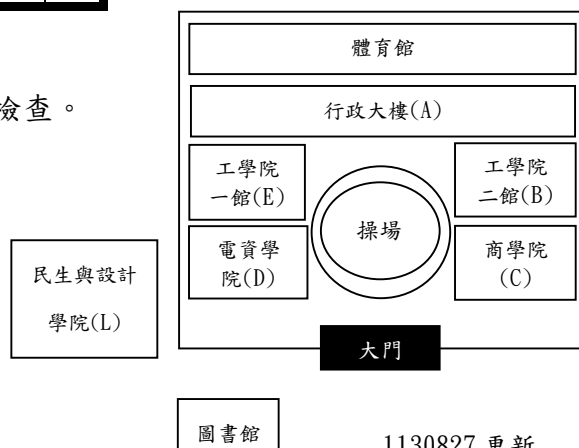 體育館
檢查。
行政大樓(A)
工學院
一館(E)
工學院
二館(B)
操場
電資學
院(D)
商學院
(C)
民生與設計
學院(L)
大門
圖書館
1130827 更新